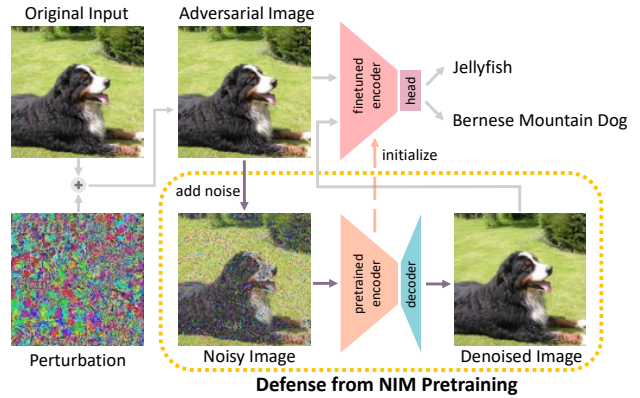 Original Input
Adversarial Image
finetuned
encoder
head
Jellyfish
Bernese Mountain Dog
+
initialize
add noise
pretrained
encoder
decoder
Perturbation
Noisy Image
Denoised Image
Defense from NIM Pretraining